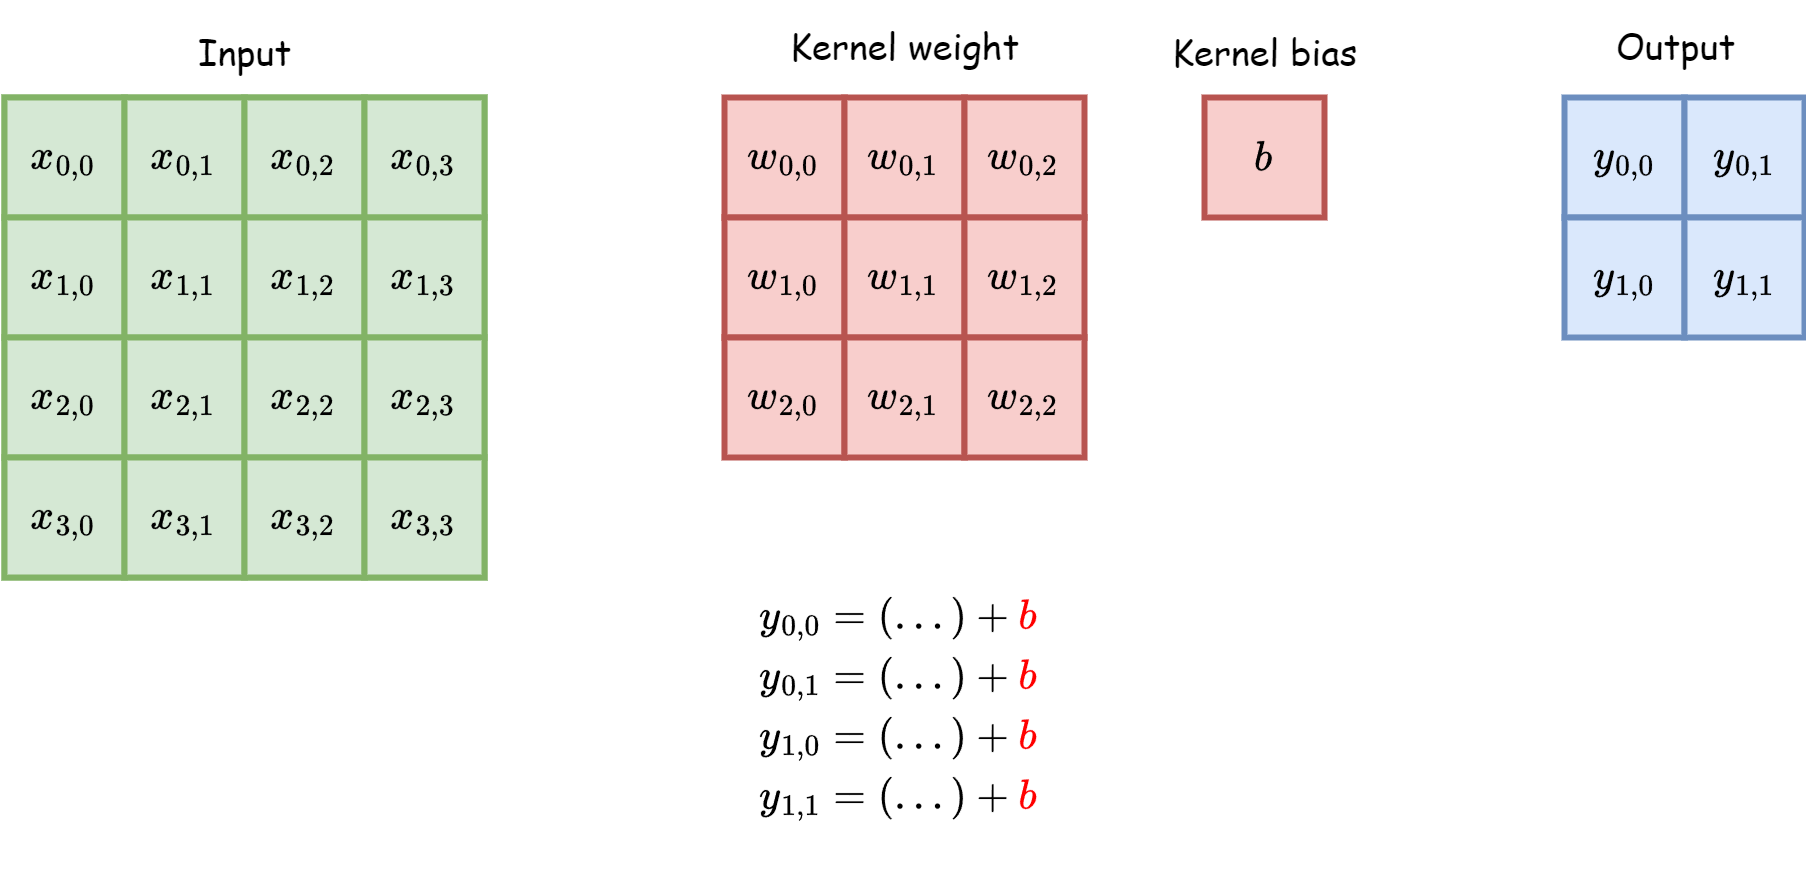 Input Kernel weight Kernel bias Output
x_{0,0} x_{0,1} x_{0,2} x_{0,3} w_{0,0} w_{0,1} w_{0,2} b y_{0,0} y_{0,1}
x_{1,0} x_{1,1} x_{1,2} x_{1,3} w_{1,0} w_{1,1} w_{1,2} y_{1,0} y_{1,1}
x_{2,0} x_{2,1} x_{2,2} x_{2,3} w_{2,0} w_{2,1} w_{2,2}
x_{3,0} x_{3,1} x_{3,2} x_{3,3}
y_{0,0} = (...) + b
y_{0,1} = (...) + b
y_{1,0} = (...) + b
y_{1,1} = (...) + b